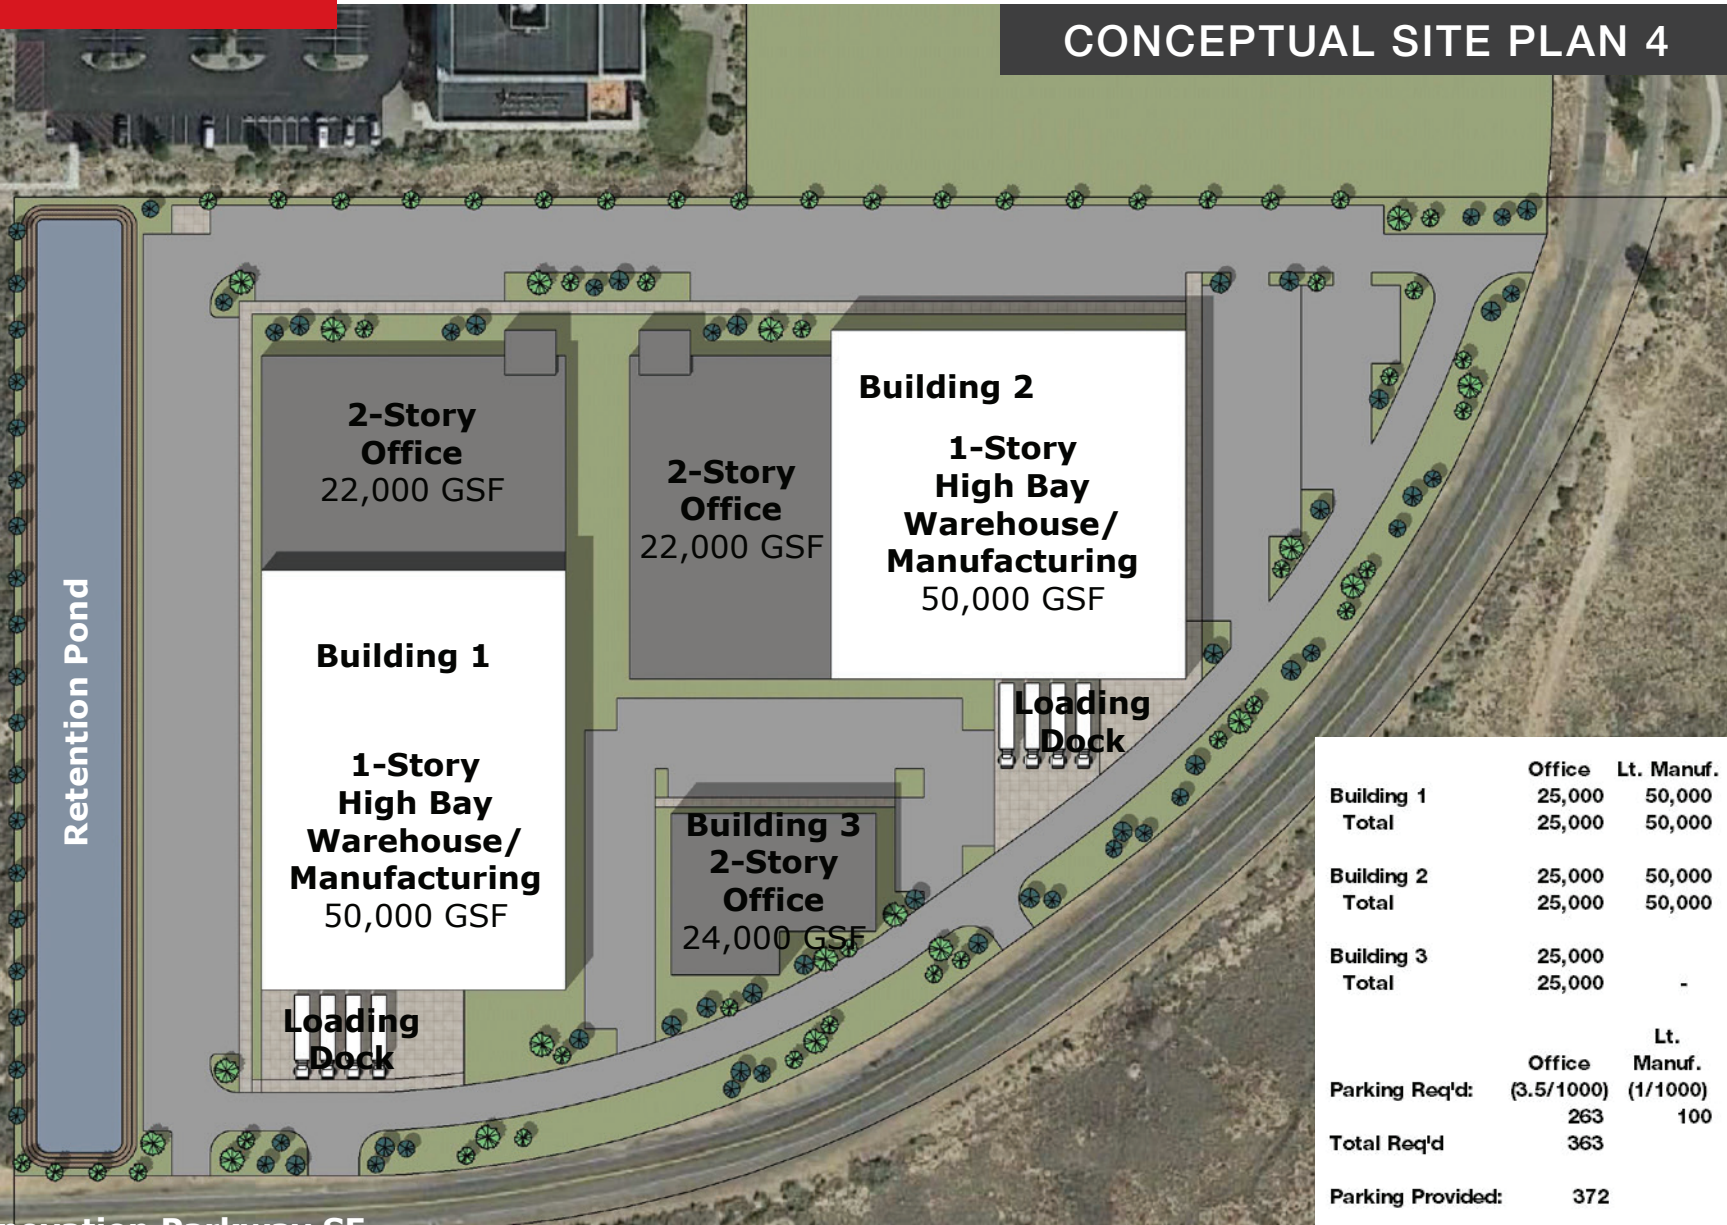 CONCEPTUAL SITE PLAN 4
2-Story
Office
22,000 GSF
Building 1
1-Story
High Bay
Warehouse/
Manufacturing
50,000 GSF
Loading
Dock
2-Story
Office
22,000 GSF
Building 2
1-Story
High Bay
Warehouse/
Manufacturing
50,000 GSF
Loading
Dock
Building 3
2-Story
Office
24,000 GSF
Retention Pond
Office Lt. Manuf.
Building 1 25,000 50,000
Total 25,000 50,000
Building 2 25,000 50,000
Total 25,000 50,000
Building 3 25,000
Total 25,000 -
Lt.
Office Manuf.
Parking Req'd: (3.5/1000) (1/1000)
263 100
Total Req'd 363
Parking Provided: 372
Parkway SE